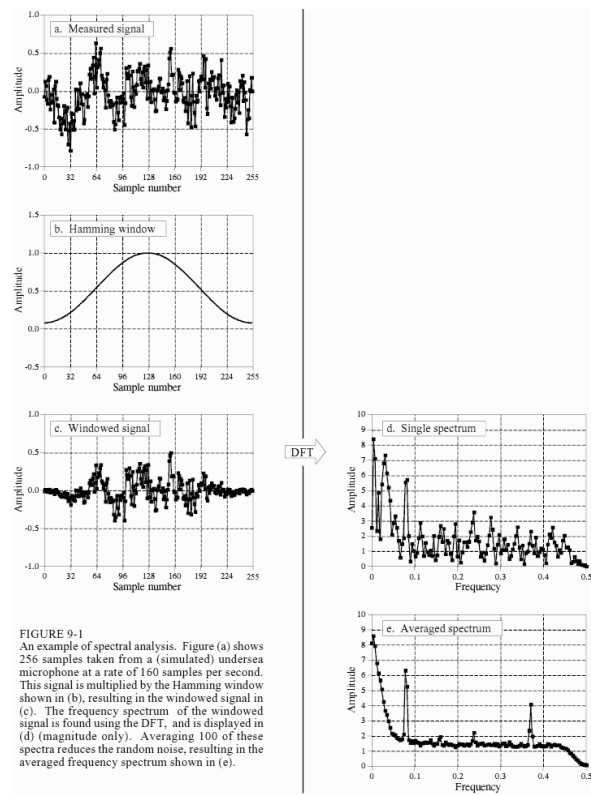 1.0
a. Measured signal
0.5
0.0
-0.5
-1.0
Amplitude
0 32 64 96 128 160 192 224 255
Sample number
1.5
b. Hamming window
1.0
0.5
0.0
-0.5
Amplitude
0 32 64 96 128 160 192 224 255
Sample number
1.0
c. Windowed signal
0.5
0.0
-0.5
-1.0
Amplitude
0 32 64 96 128 160 192 224 255
Sample number
DFT
10
d. Single spectrum
9
8
7
6
5
4
3
2
1
0
Amplitude
0 0.1 0.2 0.3 0.4 0.5
Frequency
10
e. Averaged spectrum
9
8
7
6
5
4
3
2
1
0
Amplitude
0 0.1 0.2 0.3 0.4 0.5
Frequency
FIGURE 9-1
An example of spectral analysis. Figure (a) shows
256 samples taken from a (simulated) undersea
microphone at a rate of 160 samples per second.
This signal is multiplied by the Hamming window
shown in (b), resulting in the windowed signal in
(c). The frequency spectrum of the windowed
signal is found using the DFT, and is displayed in
(d) (magnitude only). Averaging 100 of these
spectra reduces the random noise, resulting in the
averaged frequency spectrum shown in (e).